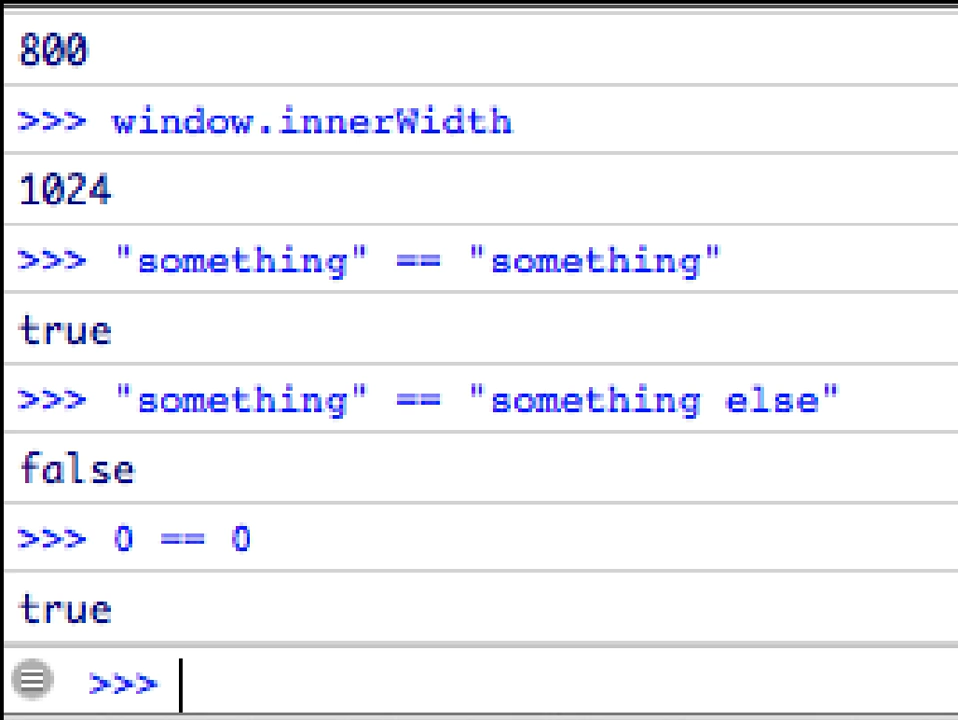 800
>>> window.innerWidth
1024
>>> "something" == "something"
true
>>> "something" == "something else"
false
>>> 0 == 0
true
>>>